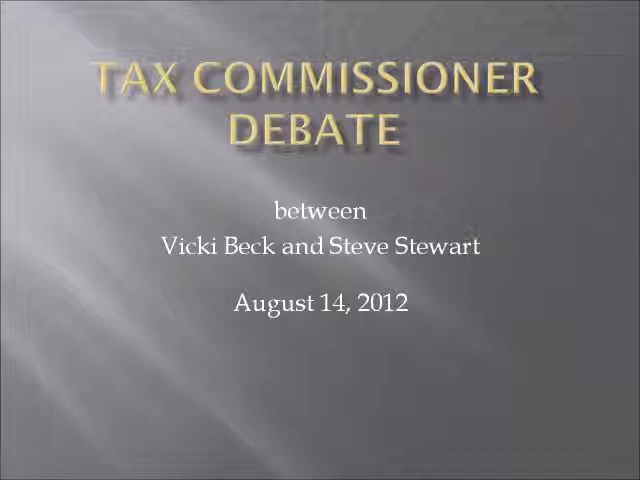 TAX COMMISSIONER
DEBATE
between
Vicki Beck and Steve Stewart
August 14, 2012